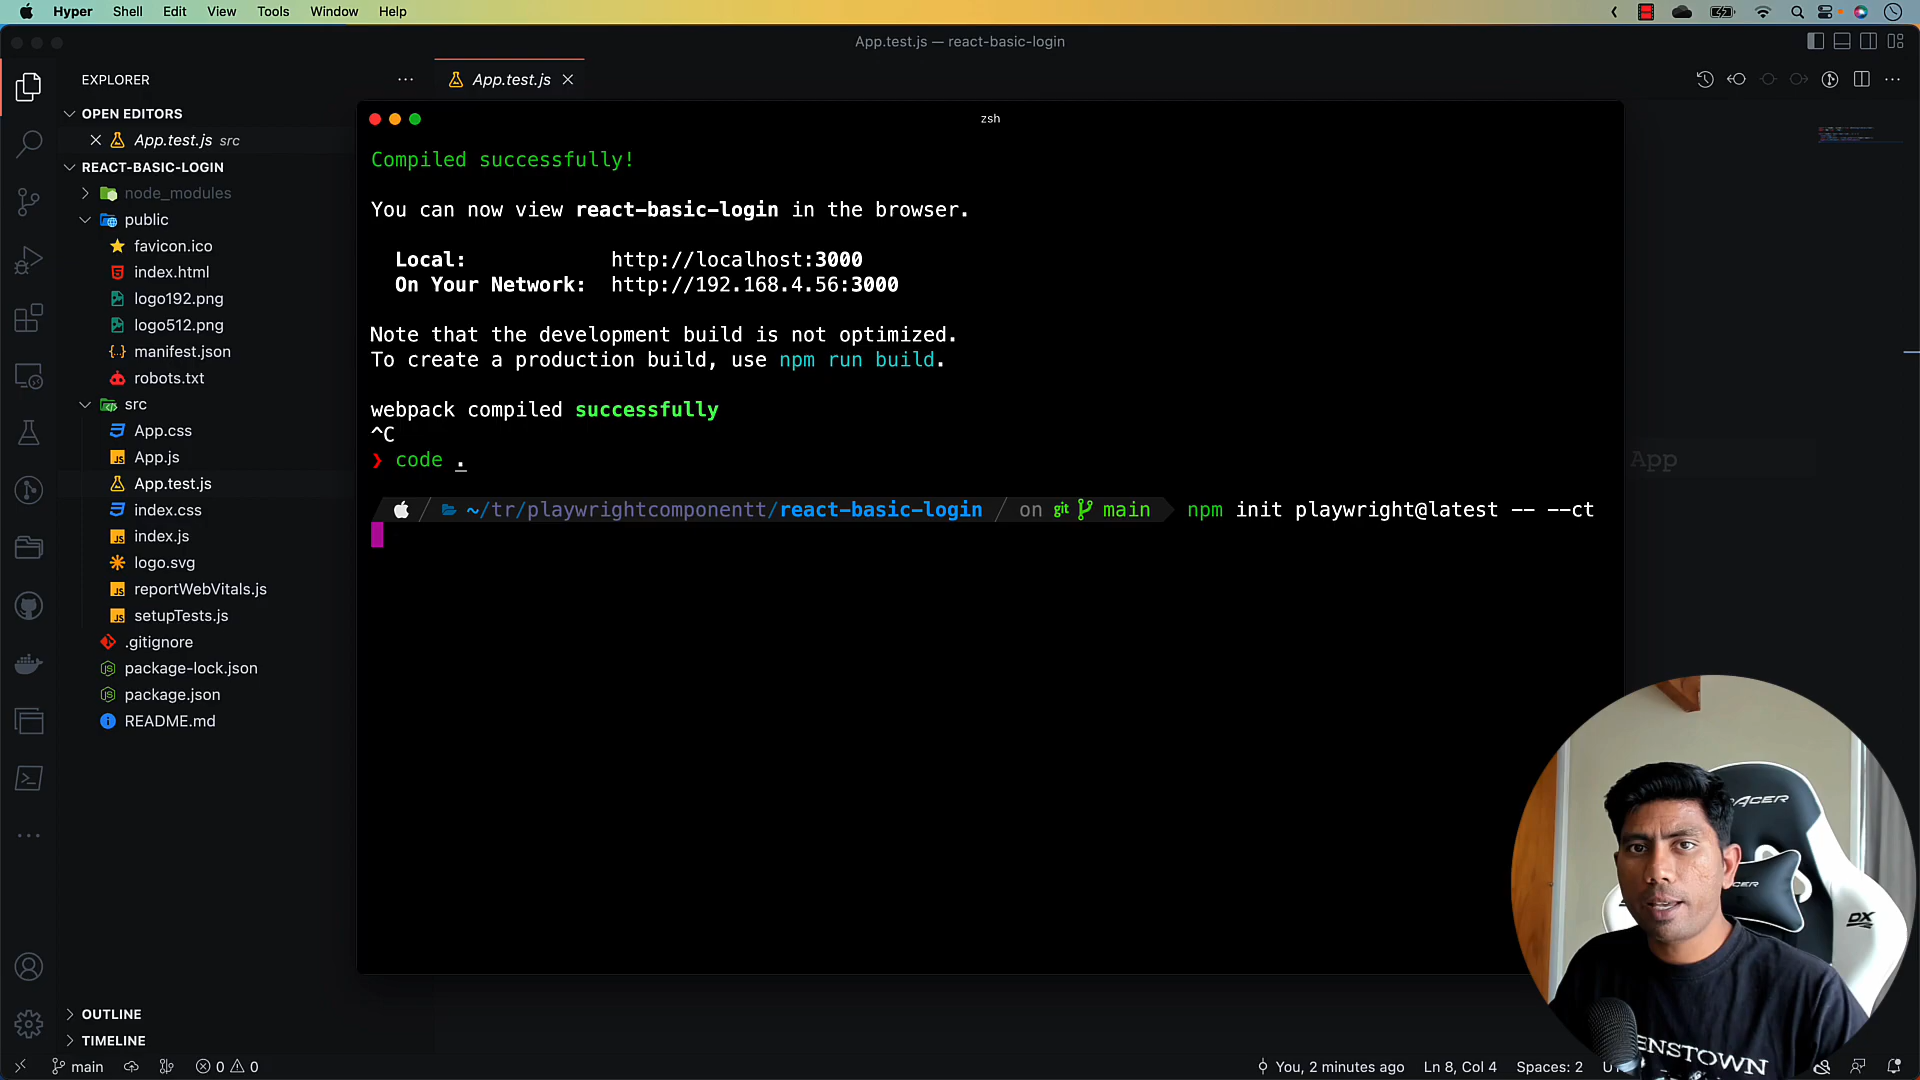 Hyper Shell Edit View Tools Window Help
App.test.js — react-basic-login
EXPLORER
App.test.js
OPEN EDITORS
App.test.js src
REACT-BASIC-LOGIN
node_modules
public
favicon.ico
index.html
logo192.png
logo512.png
manifest.json
robots.txt
src
App.css
App.js
App.test.js
index.css
index.js
logo.svg
reportWebVitals.js
setupTests.js
.gitignore
package-lock.json
package.json
README.md
OUTLINE
TIMELINE
zsh
Compiled successfully!
You can now view react-basic-login in the browser.
Local: http://localhost:3000
On Your Network: http://192.168.4.56:3000
Note that the development build is not optimized.
To create a production build, use npm run build.
webpack compiled successfully
^C
❯ code .
~/tr/playwrightcomponentt/react-basic-login on git main npm init playwright@latest -- --ct
App
ACER
DX
ENSTOWN
main 0 0 You, 2 minutes ago Ln 8, Col 4 Spaces: 2